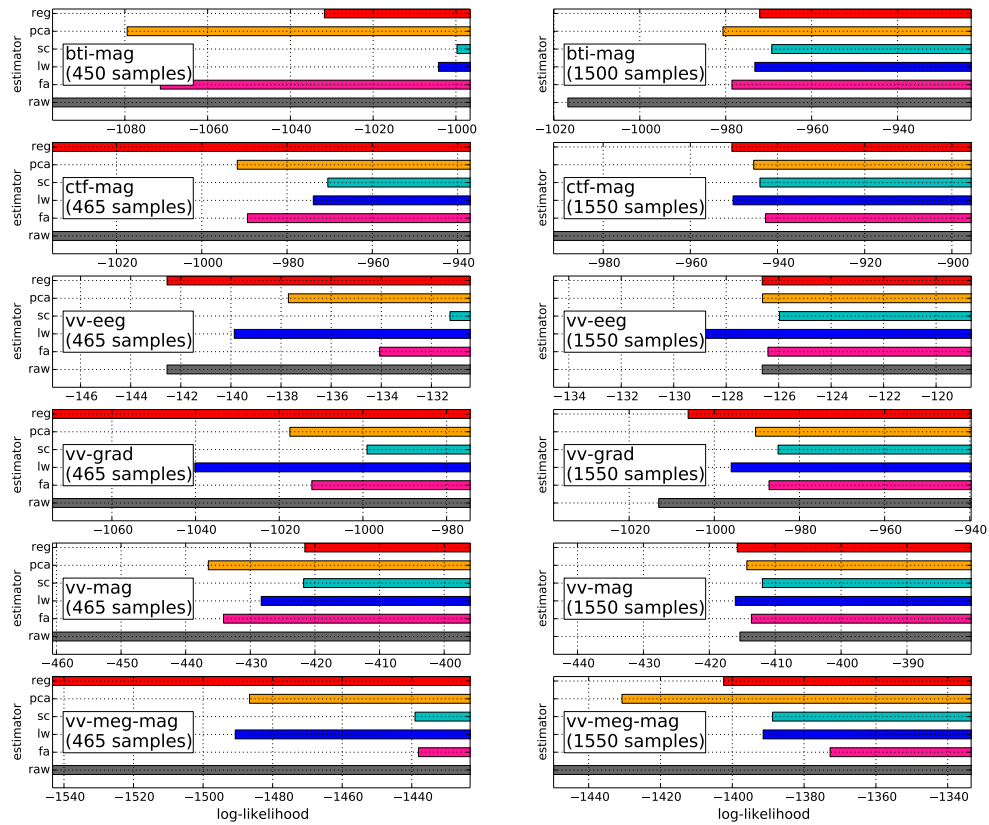 reg
pca
sc
lw
fa
raw
estimator
bti-mag
(450 samples)
−1080 −1060 −1040 −1020 −1000
estimator
bti-mag
(1500 samples)
−1020 −1000 −980 −960 −940
reg
pca
sc
lw
fa
raw
estimator
ctf-mag
(465 samples)
−1020 −1000 −980 −960 −940
estimator
ctf-mag
(1550 samples)
−980 −960 −940 −920 −900
reg
pca
sc
lw
fa
raw
estimator
vv-eeg
(465 samples)
−146 −144 −142 −140 −138 −136 −134 −132
estimator
vv-eeg
(1550 samples)
−134 −132 −130 −128 −126 −124 −122 −120
reg
pca
sc
lw
fa
raw
estimator
vv-grad
(465 samples)
−1060 −1040 −1020 −1000 −980
estimator
vv-grad
(1550 samples)
−1020 −1000 −980 −960 −940
reg
pca
sc
lw
fa
raw
estimator
vv-mag
(465 samples)
−460 −450 −440 −430 −420 −410 −400
estimator
vv-mag
(1550 samples)
−440 −430 −420 −410 −400 −390
reg
pca
sc
lw
fa
raw
estimator
vv-meg-mag
(465 samples)
−1540 −1520 −1500 −1480 −1460 −1440
log-likelihood
estimator
vv-meg-mag
(1550 samples)
−1440 −1420 −1400 −1380 −1360 −1340
log-likelihood